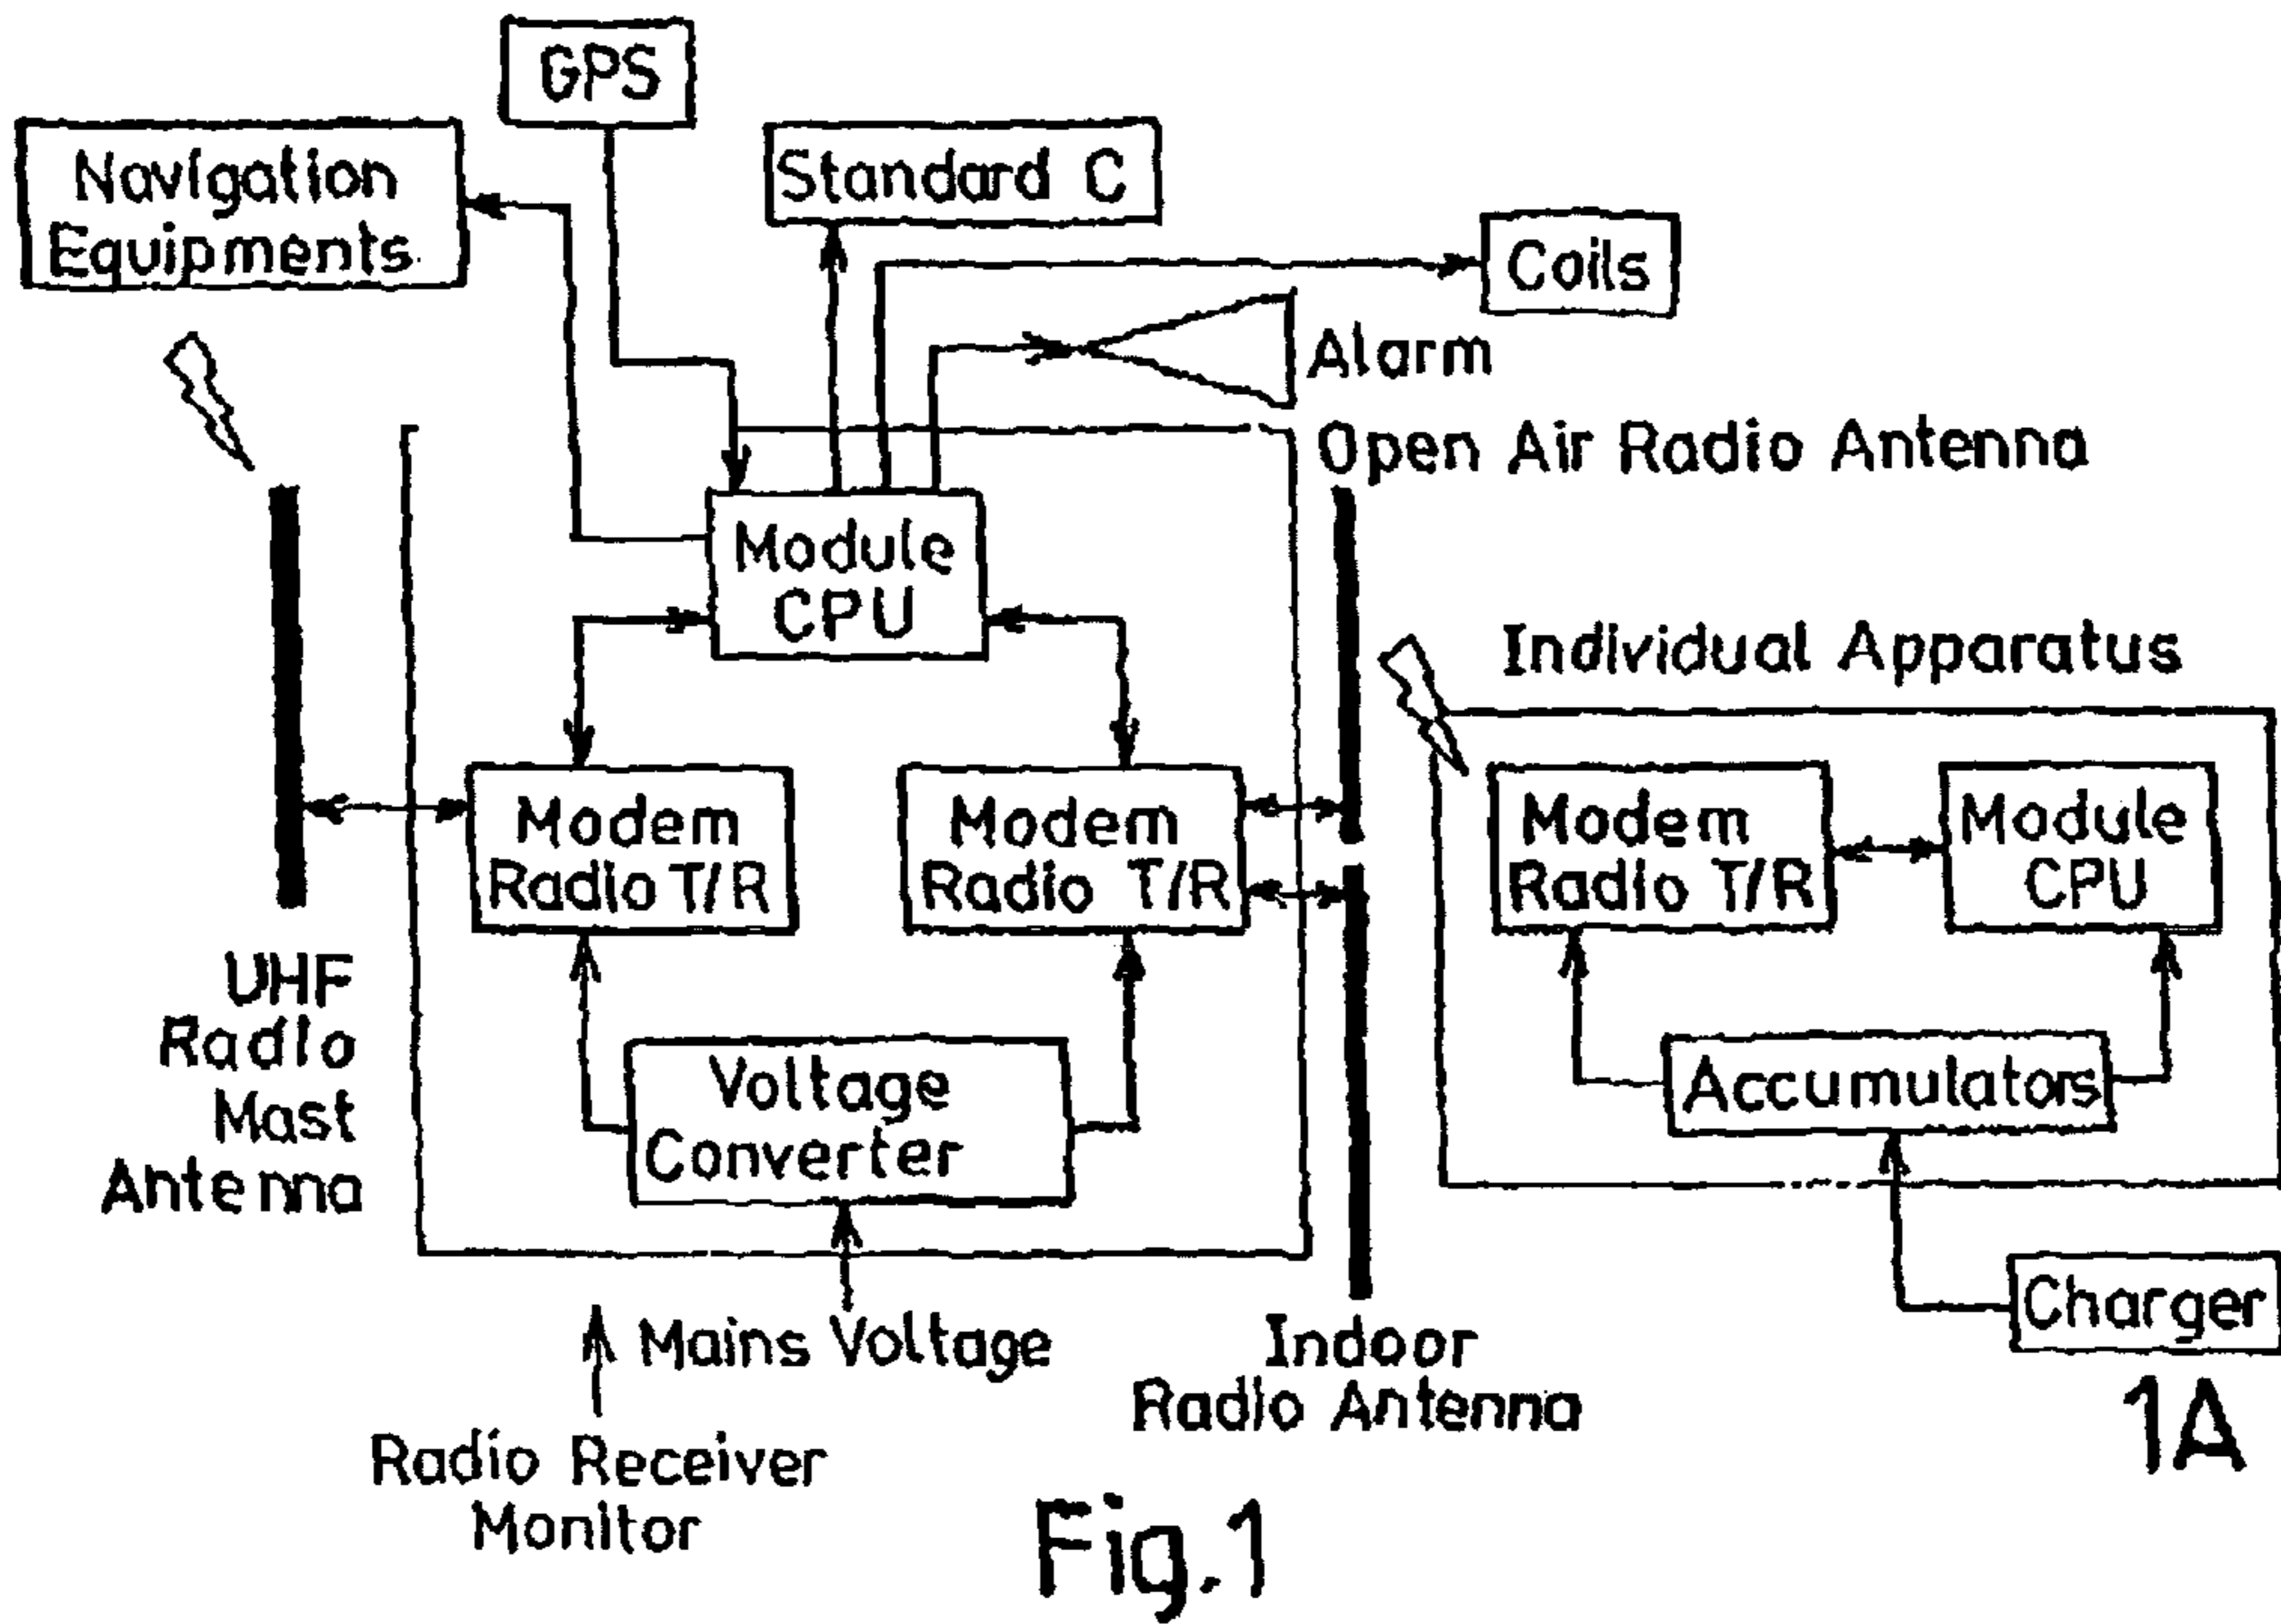 GPS
Navigation
Equipments
Standard C
Coils
Alarm
Open Air Radio Antenna
Module
CPU
Individual Apparatus
Modem
Radio T/R
Modem
Radio T/R
Modem
Radio T/R
Module
CPU
UHF
Radio
Mast
Antenna
Voltage
Converter
Accumulators
Charger
Mains Voltage
Indoor
Radio Antenna
1A
Radio Receiver
Monitor
Fig.1